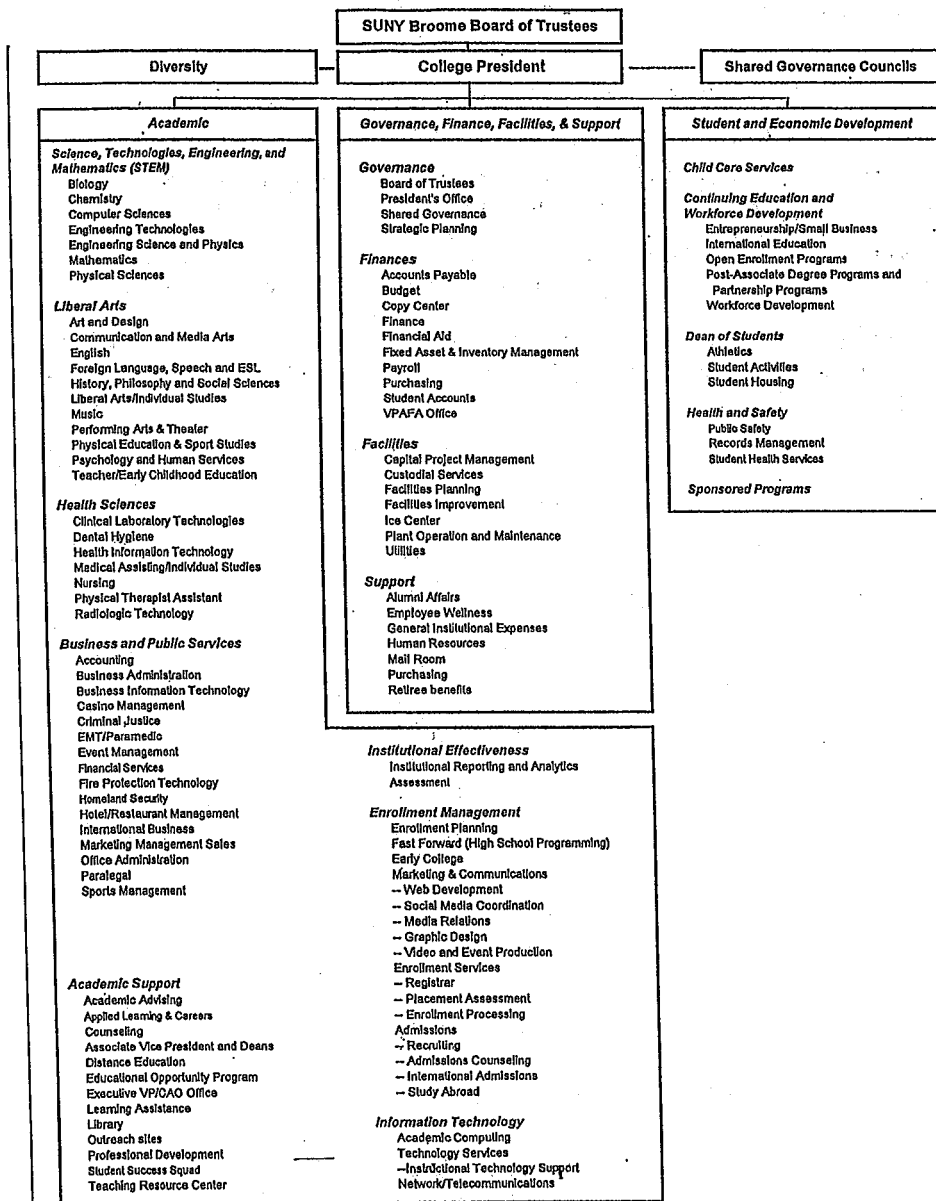 SUNY Broome Board of Trustees
Diversity
College President
Shared Governance Councils
Academic
Science, Technologies, Engineering, and
Mathematics (STEM)
Biology
Chemistry
Computer Sciences
Engineering Technologies
Engineering Science and Physics
Mathematics
Physical Sciences
Liberal Arts
Art and Design
Communication and Media Arts
English
Foreign Language, Speech and ESL
History, Philosophy and Social Sciences
Liberal Arts/Individual Studies
Music
Performing Arts & Theater
Physical Education & Sport Studies
Psychology and Human Services
Teacher/Early Childhood Education
Health Sciences
Clinical Laboratory Technologies
Dental Hygiene
Health Information Technology
Medical Assisting/Individual Studies
Nursing
Physical Therapist Assistant
Radiologic Technology
Business and Public Services
Accounting
Business Administration
Business Information Technology
Casino Management
Criminal Justice
EMT/Paramedic
Event Management
Financial Services
Fire Protection Technology
Homeland Security
Hotel/Restaurant Management
International Business
Marketing Management Sales
Office Administration
Paralegal
Sports Management
Academic Support
Academic Advising
Applied Learning & Careers
Counseling
Associate Vice President and Deans
Distance Education
Educational Opportunity Program
Executive VP/CAO Office
Learning Assistance
Library
Outreach sites
Professional Development
Student Success Squad
Teaching Resource Center
Governance, Finance, Facilities, & Support
Governance
Board of Trustees
President's Office
Shared Governance
Strategic Planning
Finances
Accounts Payable
Budget
Copy Center
Finance
Financial Aid
Fixed Asset & Inventory Management
Payroll
Purchasing
Student Accounts
VPAFA Office
Facilities
Capital Project Management
Custodial Services
Facilities Planning
Facilities Improvement
Ice Center
Plant Operation and Maintenance
Utilities
Support
Alumni Affairs
Employee Wellness
General Institutional Expenses
Human Resources
Mail Room
Purchasing
Retiree benefits
Institutional Effectiveness
Institutional Reporting and Analytics
Assessment
Enrollment Management
Enrollment Planning
Fast Forward (High School Programming)
Early College
Marketing & Communications
-- Web Development
-- Social Media Coordination
-- Media Relations
-- Graphic Design
-- Video and Event Production
Enrollment Services
-- Registrar
-- Placement Assessment
-- Enrollment Processing
Admissions
-- Recruiting
-- Admissions Counseling
-- International Admissions
-- Study Abroad
Information Technology
Academic Computing
Technology Services
--Instructional Technology Support
Network/Telecommunications
Student and Economic Development
Child Care Services
Continuing Education and
Workforce Development
Entrepreneurship/Small Business
International Education
Open Enrollment Programs
Post-Associate Degree Programs and
Partnership Programs
Workforce Development
Dean of Students
Athletics
Student Activities
Student Housing
Health and Safety
Public Safety
Records Management
Student Health Services
Sponsored Programs